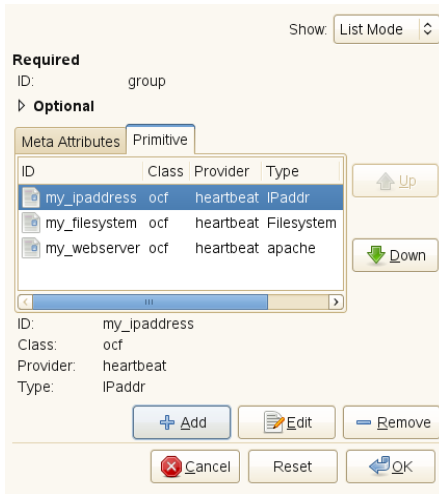 Show: List Mode
Required
ID: group
Optional
Meta Attributes Primitive
ID Class Provider Type
my_ipaddress ocf heartbeat IPaddr
my_filesystem ocf heartbeat Filesystem
my_webserver ocf heartbeat apache
Up
Down
ID: my_ipaddress
Class: ocf
Provider: heartbeat
Type: IPaddr
Add Edit Remove
Cancel Reset OK